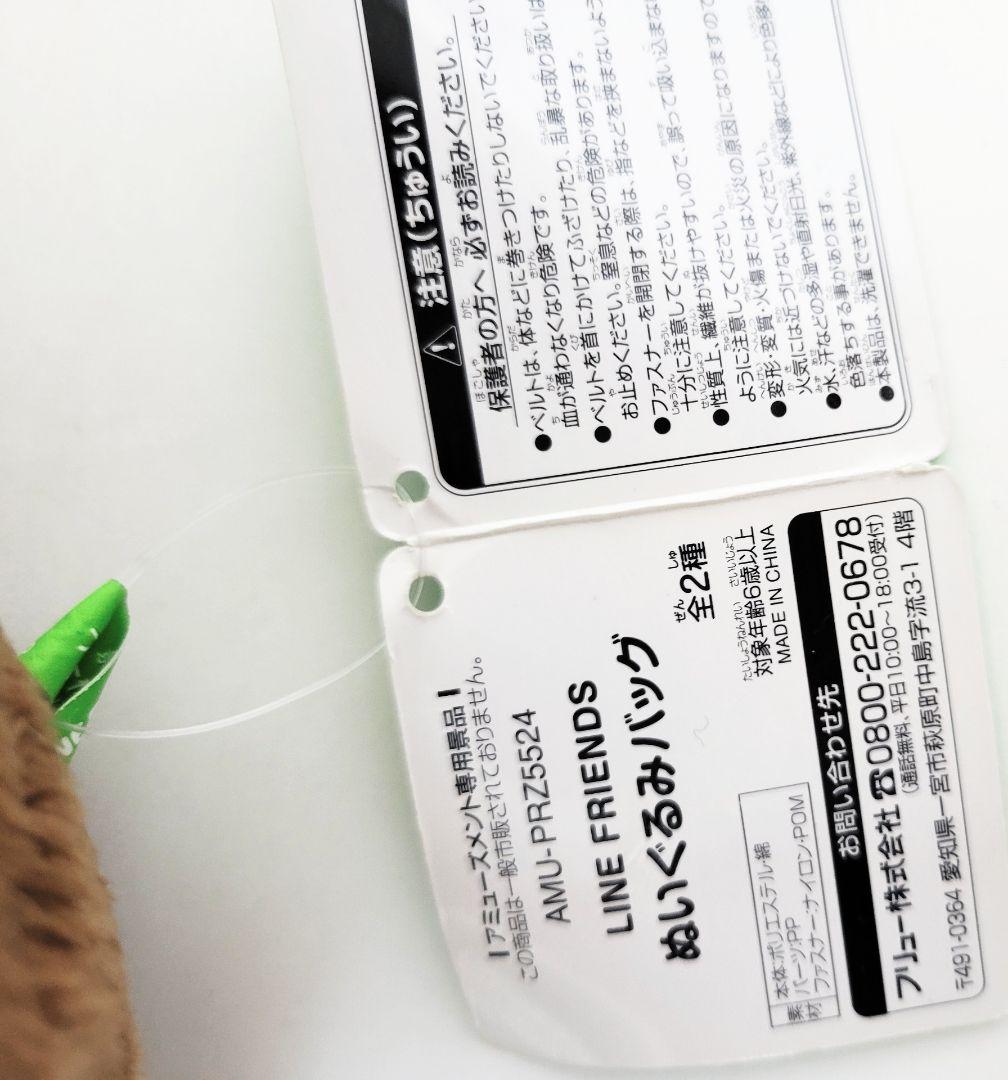 注意(ちゅうい)
保護者の方へ 必ずお読みください。
●ベルトは、体などに巻きつけたりしないでくださ
血が通わなくなり危険です。
●ベルトを首にかけてふざけたり、乱暴な取り扱いは
お止めください。窒息などの危険があります。
●ファスナーを開閉する際は、指などを挟まないよう
十分に注意してください。
●性質上、繊維が抜けやすいので、誤って吸い込まな
ように注意してください。
●変形・変質・火傷または火災の原因になりますので
火気には近づけないでください。
●水、汗などの多湿や直射日光、紫外線などにより色移
色落ちする事があります。
●本製品は、洗濯できません。
アミューズメント専用景品
この商品は一般市販されておりません。
AMU-PRZ5524
LINE FRIENDS
ぬいぐるみバッグ
全2種
対象年齢6歳以上
MADE IN CHINA
素材
本体:ポリエステル・綿
パーツ:PP
ファスナー:ナイロン・POM
お問い合わせ先
フリュー株式会社 ☎0800-222-0678
(通話無料、平日10:00~18:00受付)
〒491-0364 愛知県一宮市萩原町中島字流3-1 4階